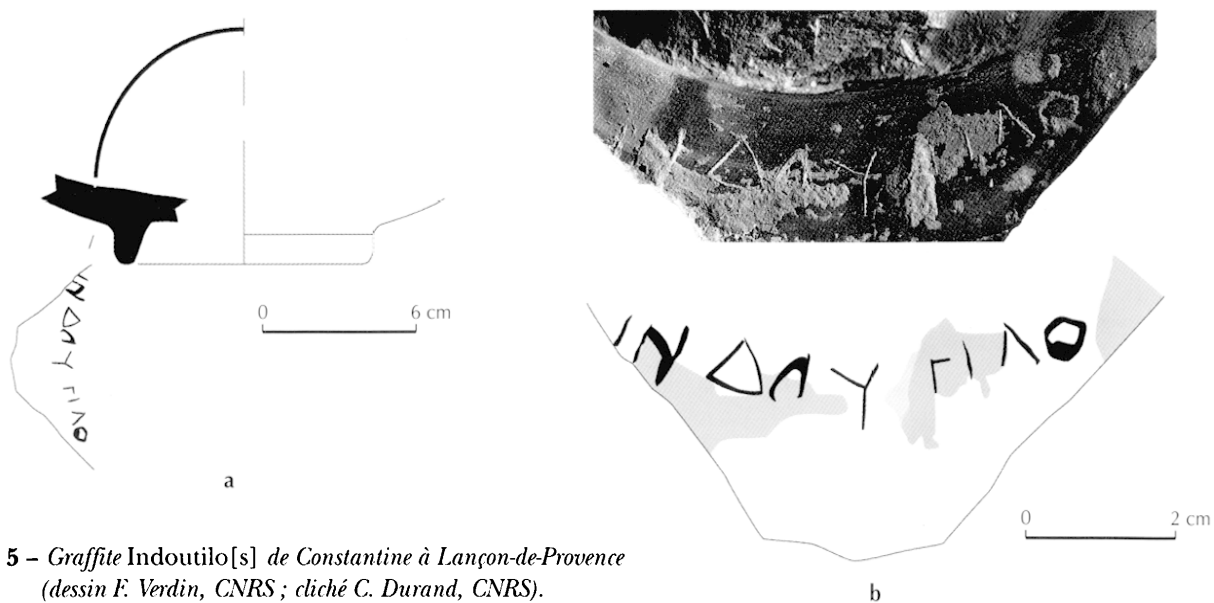 ΙΝΔΟΥΤΙΛΟ
0 6 cm
a
ΙΝΔΟΥΤΙΛΟ
ΙΝΔΟΥΤΙΛΟ
0 2 cm
b
5 – Graffite Indoutilo[s] de Constantine à Lançon-de-Provence
(dessin F. Verdin, CNRS ; cliché C. Durand, CNRS).